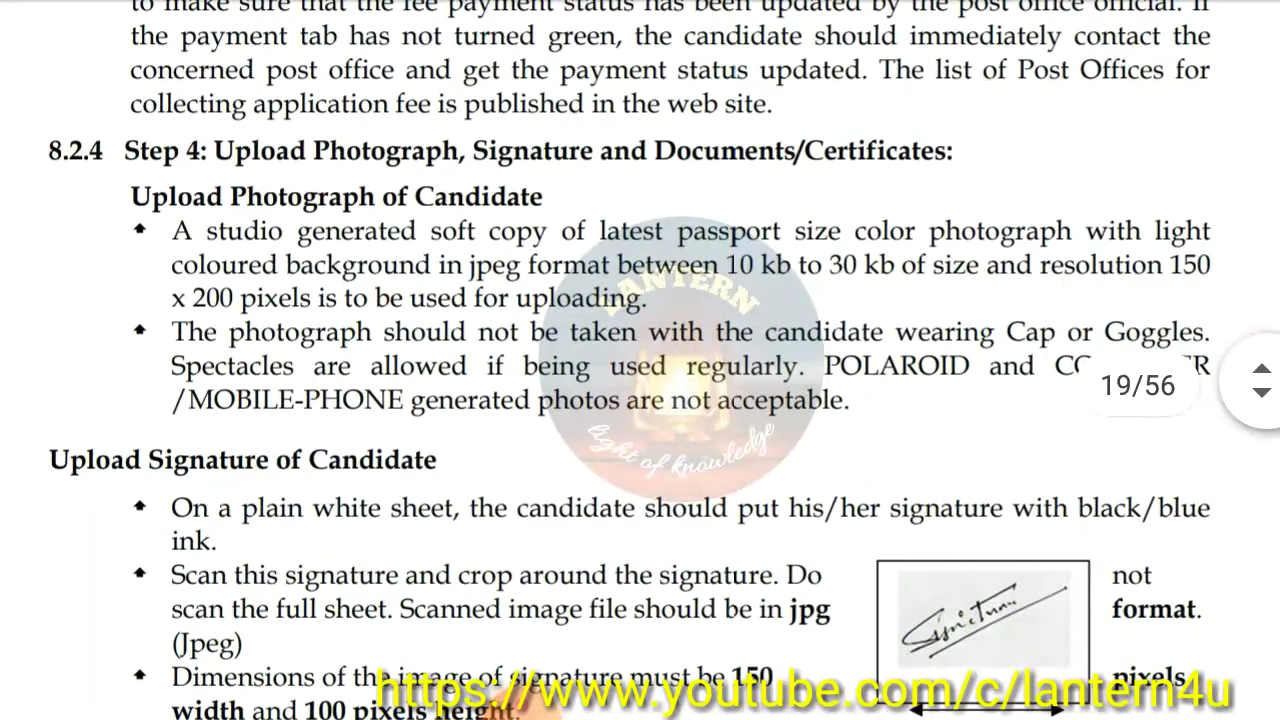 to make sure that the fee payment status has been updated by the post office official. If
the payment tab has not turned green, the candidate should immediately contact the
concerned post office and get the payment status updated. The list of Post Offices for
collecting application fee is published in the web site.
8.2.4 Step 4: Upload Photograph, Signature and Documents/Certificates:
Upload Photograph of Candidate
A studio generated soft copy of latest passport size color photograph with light
coloured background in jpeg format between 10 kb to 30 kb of size and resolution 150
x 200 pixels is to be used for uploading.
The photograph should not be taken with the candidate wearing Cap or Goggles.
Spectacles are allowed if being used regularly. POLAROID and
/MOBILE-PHONE generated photos are not acceptable.
19/56
LANTERN
light of knowledge
Upload Signature of Candidate
On a plain white sheet, the candidate should put his/her signature with black/blue
ink.
Scan this signature and crop around the signature. Do not
scan the full sheet. Scanned image file should be in jpg format.
(Jpeg)
Dimensions of the image of signature must be 150 pixels
width and 100 pixels height.
https://www.youtube.com/c/lantern4u